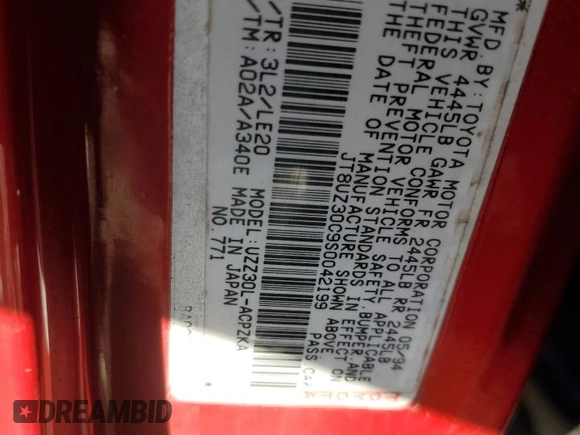 MFD.BY:TOYOTA MOTOR CORPORATION 05/94
GVWR 4445LB GAWR FR 2445LB RR 2445LB
THIS VEHICLE CONFORMS TO ALL APPLICABLE
FEDERAL MOTOR VEHICLE SAFETY, BUMPER, AND
THEFT PREVENTION STANDARDS IN EFFECT ON
THE DATE OF MANUFACTURE SHOWN ABOVE.
JT8UZ30C9S0042199 PASS.CAR
MODEL: UZZ30L-ACPZKA
/TR: 3L2/LE20
/TM: A02A/A340E MADE IN JAPAN
NO.771
DREAMBID